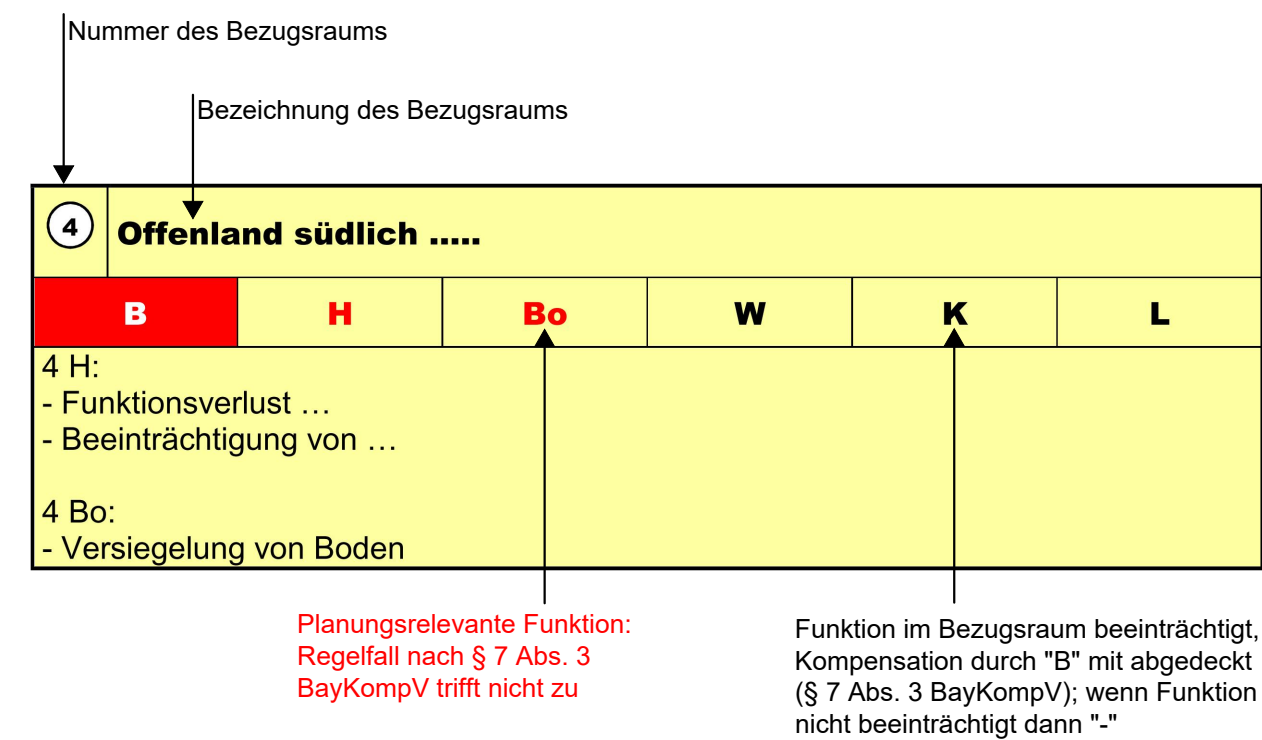 Nummer des Bezugsraums
Bezeichnung des Bezugsraums
4
Offenland südlich .....
B
H
Bo
W
K
L
4 H:
- Funktionsverlust …
- Beeinträchtigung von …
4 Bo:
- Versiegelung von Boden
Planungsrelevante Funktion:
Regelfall nach § 7 Abs. 3
BayKompV trifft nicht zu
Funktion im Bezugsraum beeinträchtigt,
Kompensation durch "B" mit abgedeckt
(§ 7 Abs. 3 BayKompV); wenn Funktion
nicht beeinträchtigt dann "-"